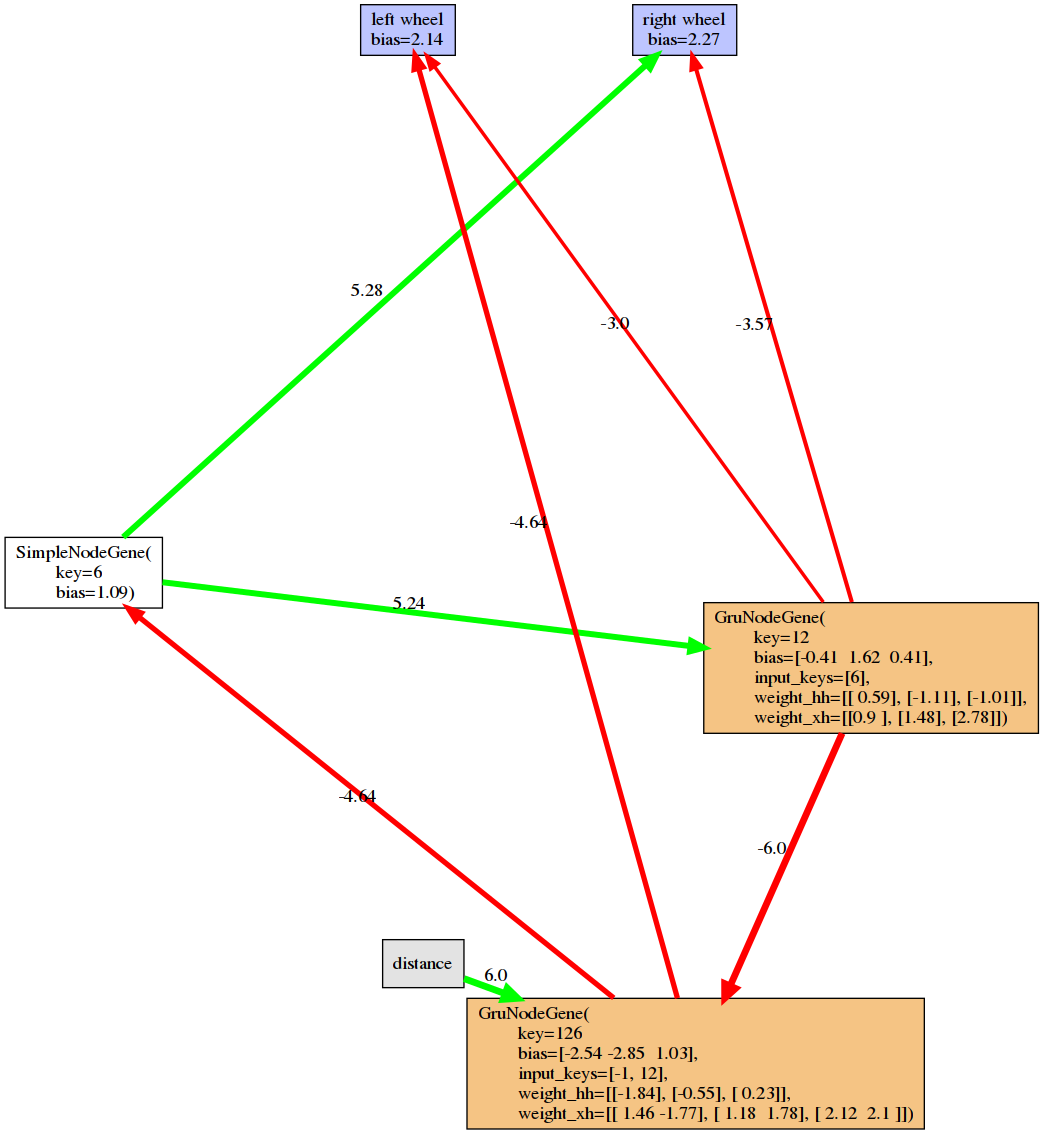 left wheel
bias=2.14
right wheel
bias=2.27
5.28
-3.0
-3.57
-4.64
SimpleNodeGene(
key=6
bias=1.09)
5.24
GruNodeGene(
key=12
bias=[-0.41 1.62 0.41],
input_keys=[6],
weight_hh=[[ 0.59], [-1.11], [-1.01]],
weight_xh=[[0.9 ], [1.48], [2.78]])
-4.64
-6.0
distance
6.0
GruNodeGene(
key=126
bias=[-2.54 -2.85 1.03],
input_keys=[-1, 12],
weight_hh=[[-1.84], [-0.55], [ 0.23]],
weight_xh=[[ 1.46 -1.77], [ 1.18 1.78], [ 2.12 2.1 ]])